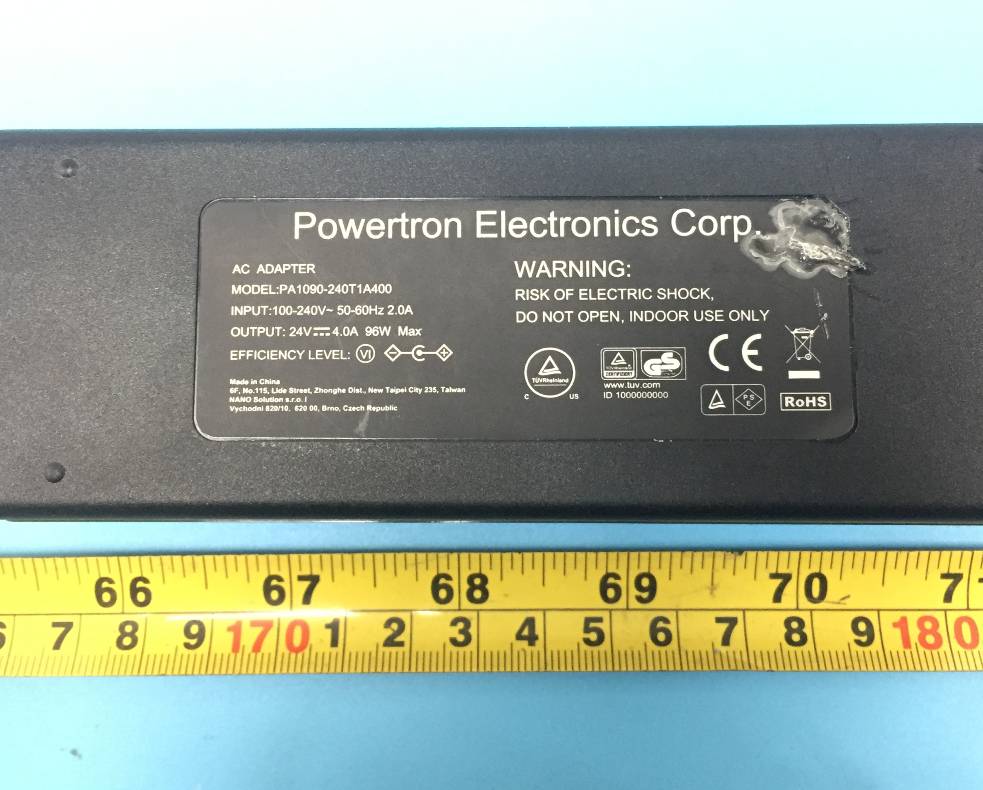 Powertron Electronics Corp.
AC ADAPTER
MODEL:PA1090-240T1A400
INPUT:100-240V~ 50-60Hz 2.0A
OUTPUT: 24V⎓4.0A 96W Max
EFFICIENCY LEVEL: VI
Made in China
6F, No.115, Lide Street, Zhonghe Dist., New Taipei City 235, Taiwan
NANO Solution s.r.o. I
Vychodni 820/10, 620 00, Brno, Czech Republic
WARNING:
RISK OF ELECTRIC SHOCK,
DO NOT OPEN, INDOOR USE ONLY
TÜVRheinland
C US
TÜVRheinland
CERTIFIED
GS
www.tuv.com
ID 1000000000
CE
PS
E
RoHS
66 67 68 69 70 7
6 7 8 9 170 1 2 3 4 5 6 7 8 9 180